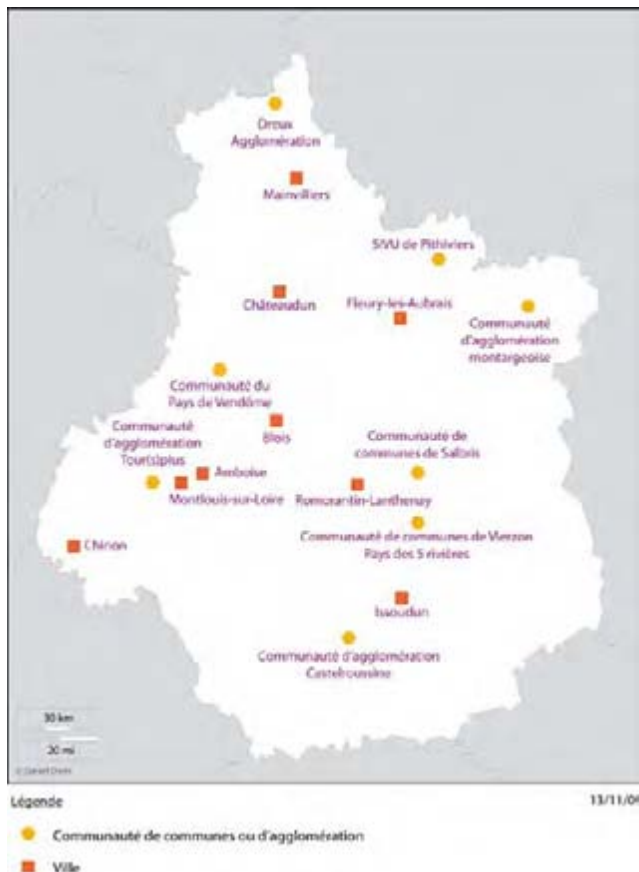 Dreux
Agglomération
Mainvilliers
SIVU de Pithiviers
Châteaudun
Fleury-les-Aubrais
Communauté
d'agglomération
montargeoise
Communauté du
Pays de Vendôme
Blois
Communauté
d'agglomération
Tour(s)plus
Communauté de
communes de Salbris
Amboise
Montlouis-sur-Loire
Romorantin-Lanthenay
Communauté de communes de Vierzon
Pays des 5 rivières
Chinon
Issoudun
Communauté d'agglomération
Castelroussine
30 km
20 mi
Légende
13/11/09
Communauté de communes ou d'agglomération
Ville